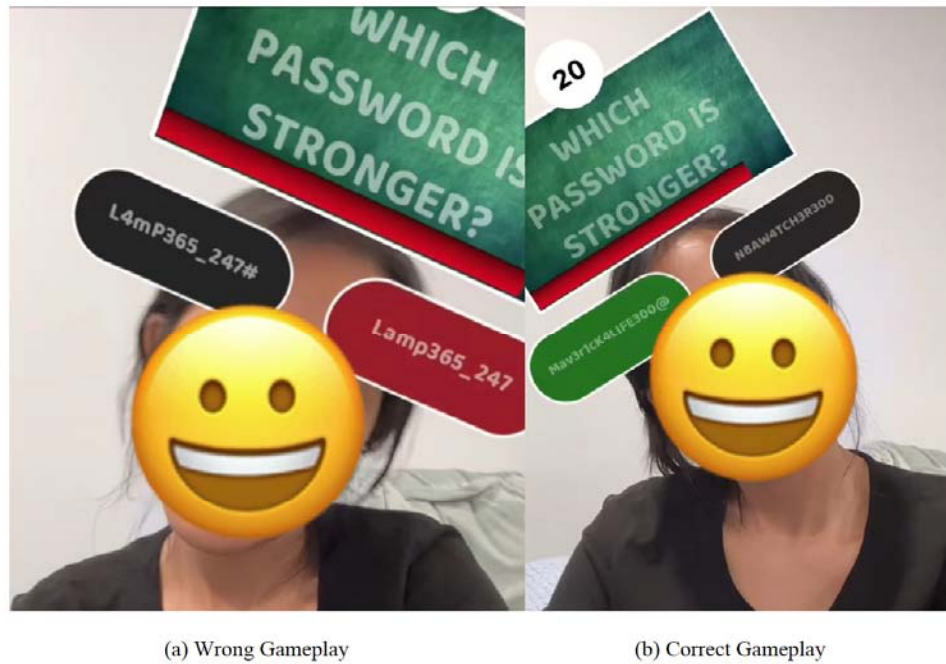 WHICH
PASSWORD IS
STRONGER?
L4mP365_247#
Lamp365_247
20
WHICH
PASSWORD IS
STRONGER?
N8AW4TCH3R300
Mav3r1cK4LIFE300@
(a) Wrong Gameplay
(b) Correct Gameplay